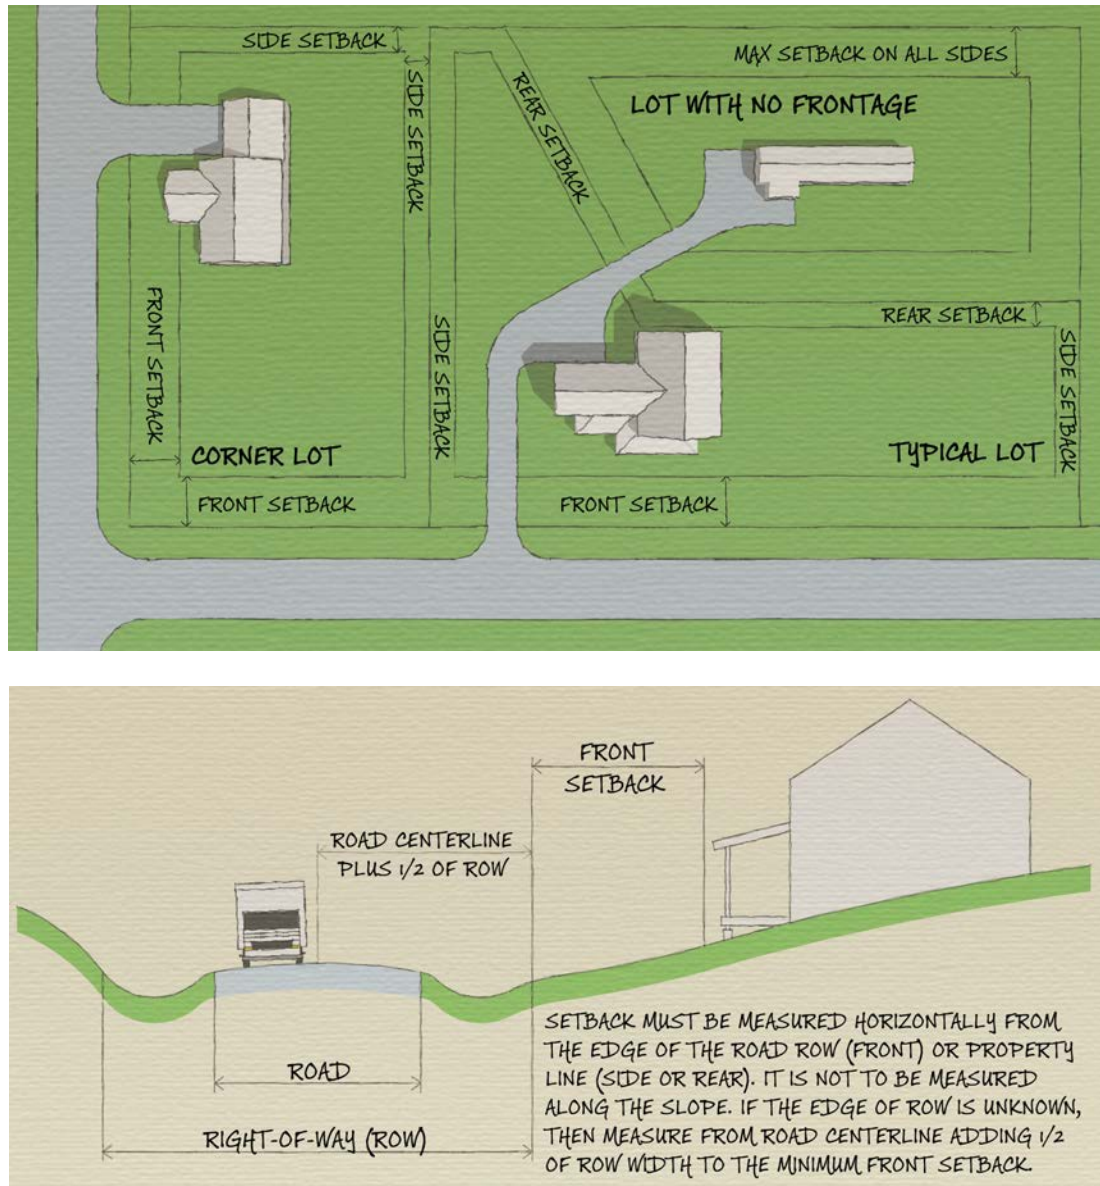 SIDE SETBACK
SIDE SETBACK
REAR SETBACK
MAX SETBACK ON ALL SIDES
LOT WITH NO FRONTAGE
FRONT SETBACK
SIDE SETBACK
REAR SETBACK
SIDE SETBACK
CORNER LOT
TYPICAL LOT
FRONT SETBACK
FRONT SETBACK
FRONT
SETBACK
ROAD CENTERLINE
PLUS 1/2 OF ROW
ROAD
RIGHT-OF-WAY (ROW)
SETBACK MUST BE MEASURED HORIZONTALLY FROM
THE EDGE OF THE ROAD ROW (FRONT) OR PROPERTY
LINE (SIDE OR REAR). IT IS NOT TO BE MEASURED
ALONG THE SLOPE. IF THE EDGE OF ROW IS UNKNOWN,
THEN MEASURE FROM ROAD CENTERLINE ADDING 1/2
OF ROW WIDTH TO THE MINIMUM FRONT SETBACK.